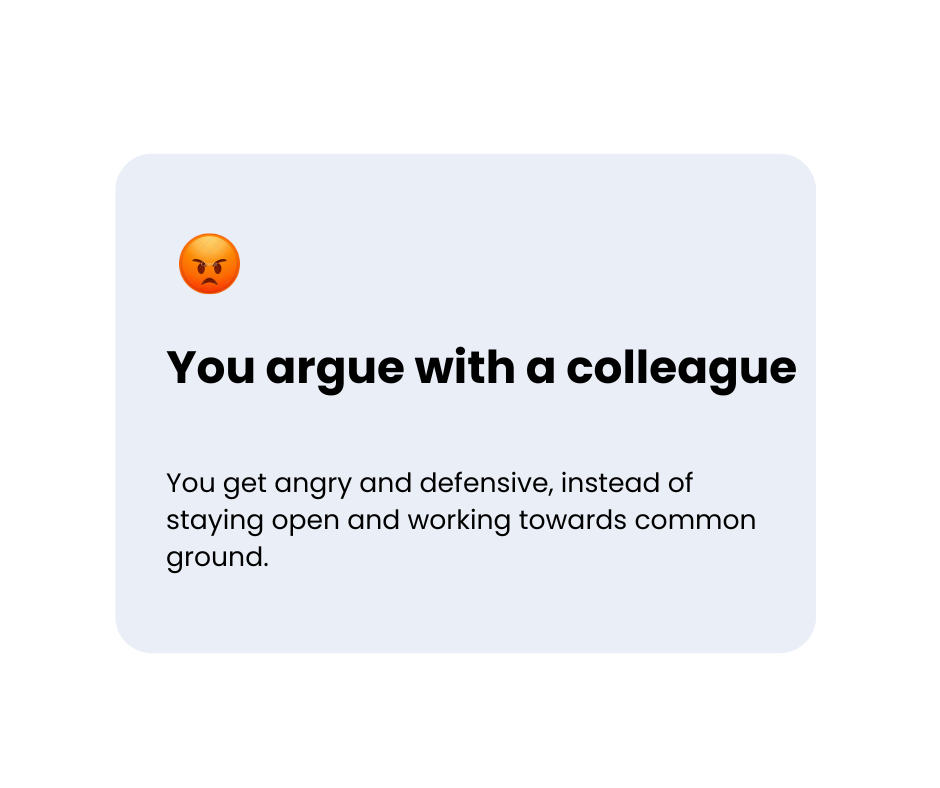 You argue with a colleague
You get angry and defensive, instead of
staying open and working towards common
ground.